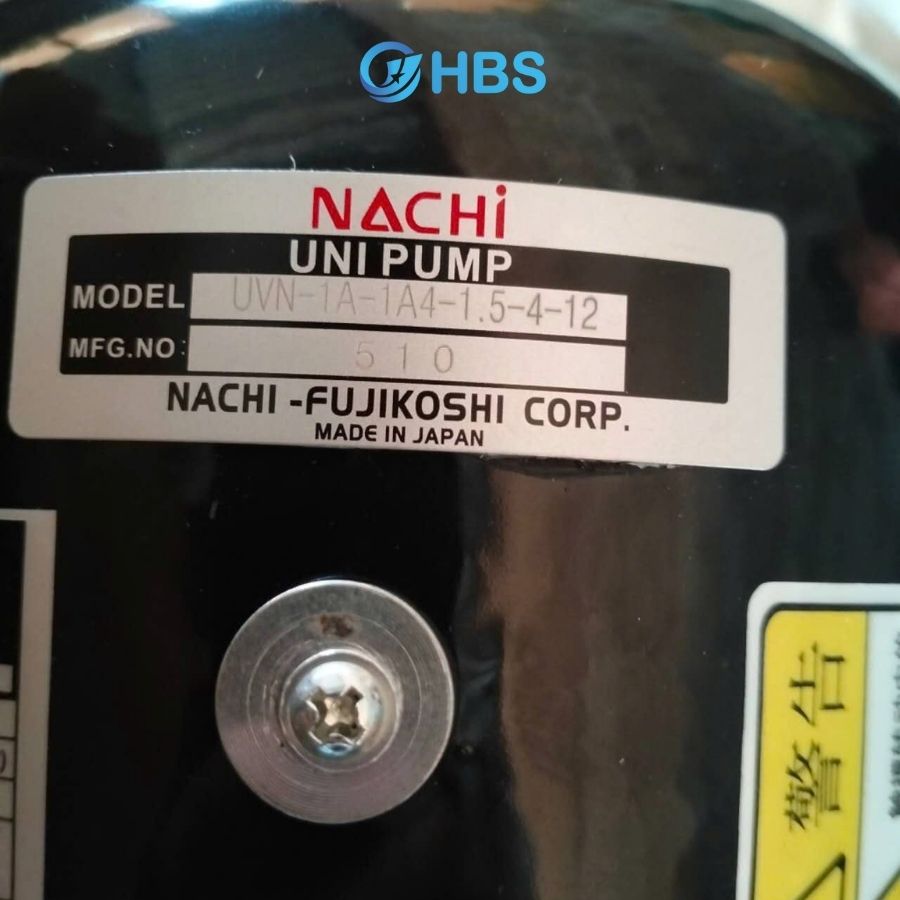 HBS
NACHi
UNI PUMP
MODEL UVN-1A-1A4-1.5-4-12
MFG.NO: 510
NACHI -FUJIKOSHI CORP.
MADE IN JAPAN
警告